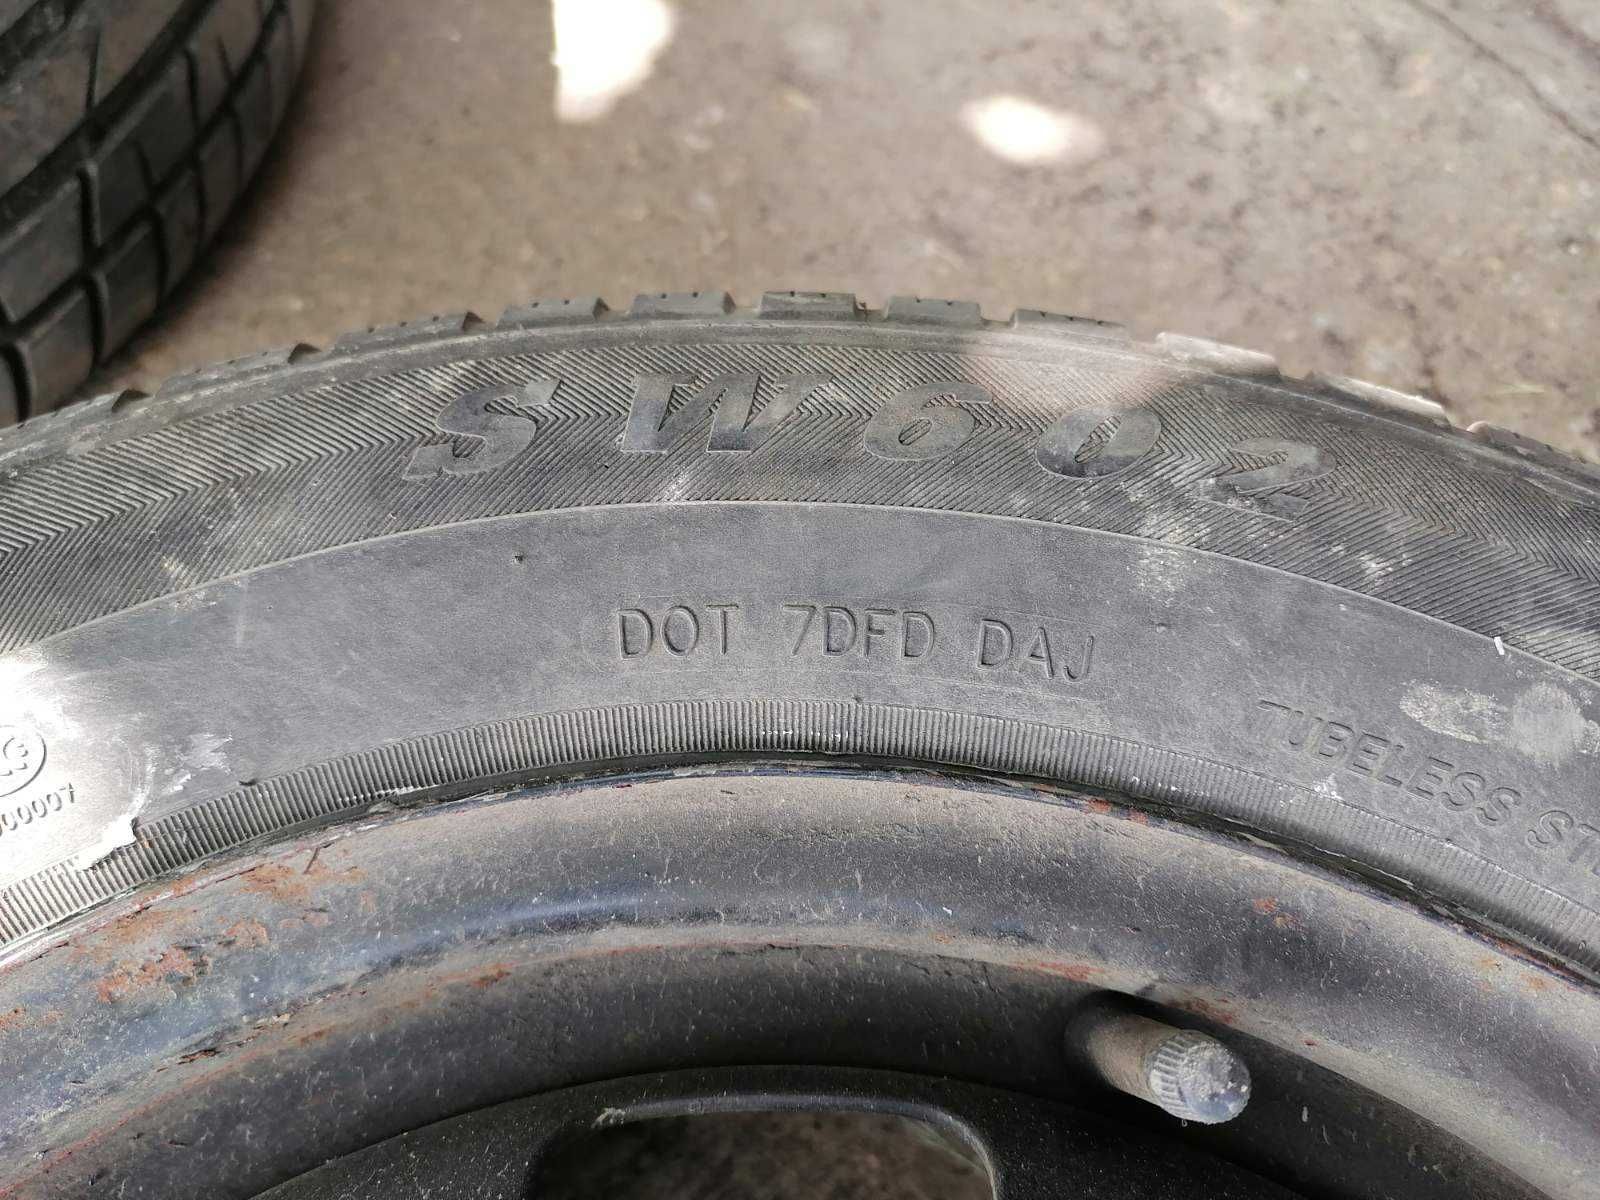 SW602
DOT 7DFD DAJ
TUBELESS